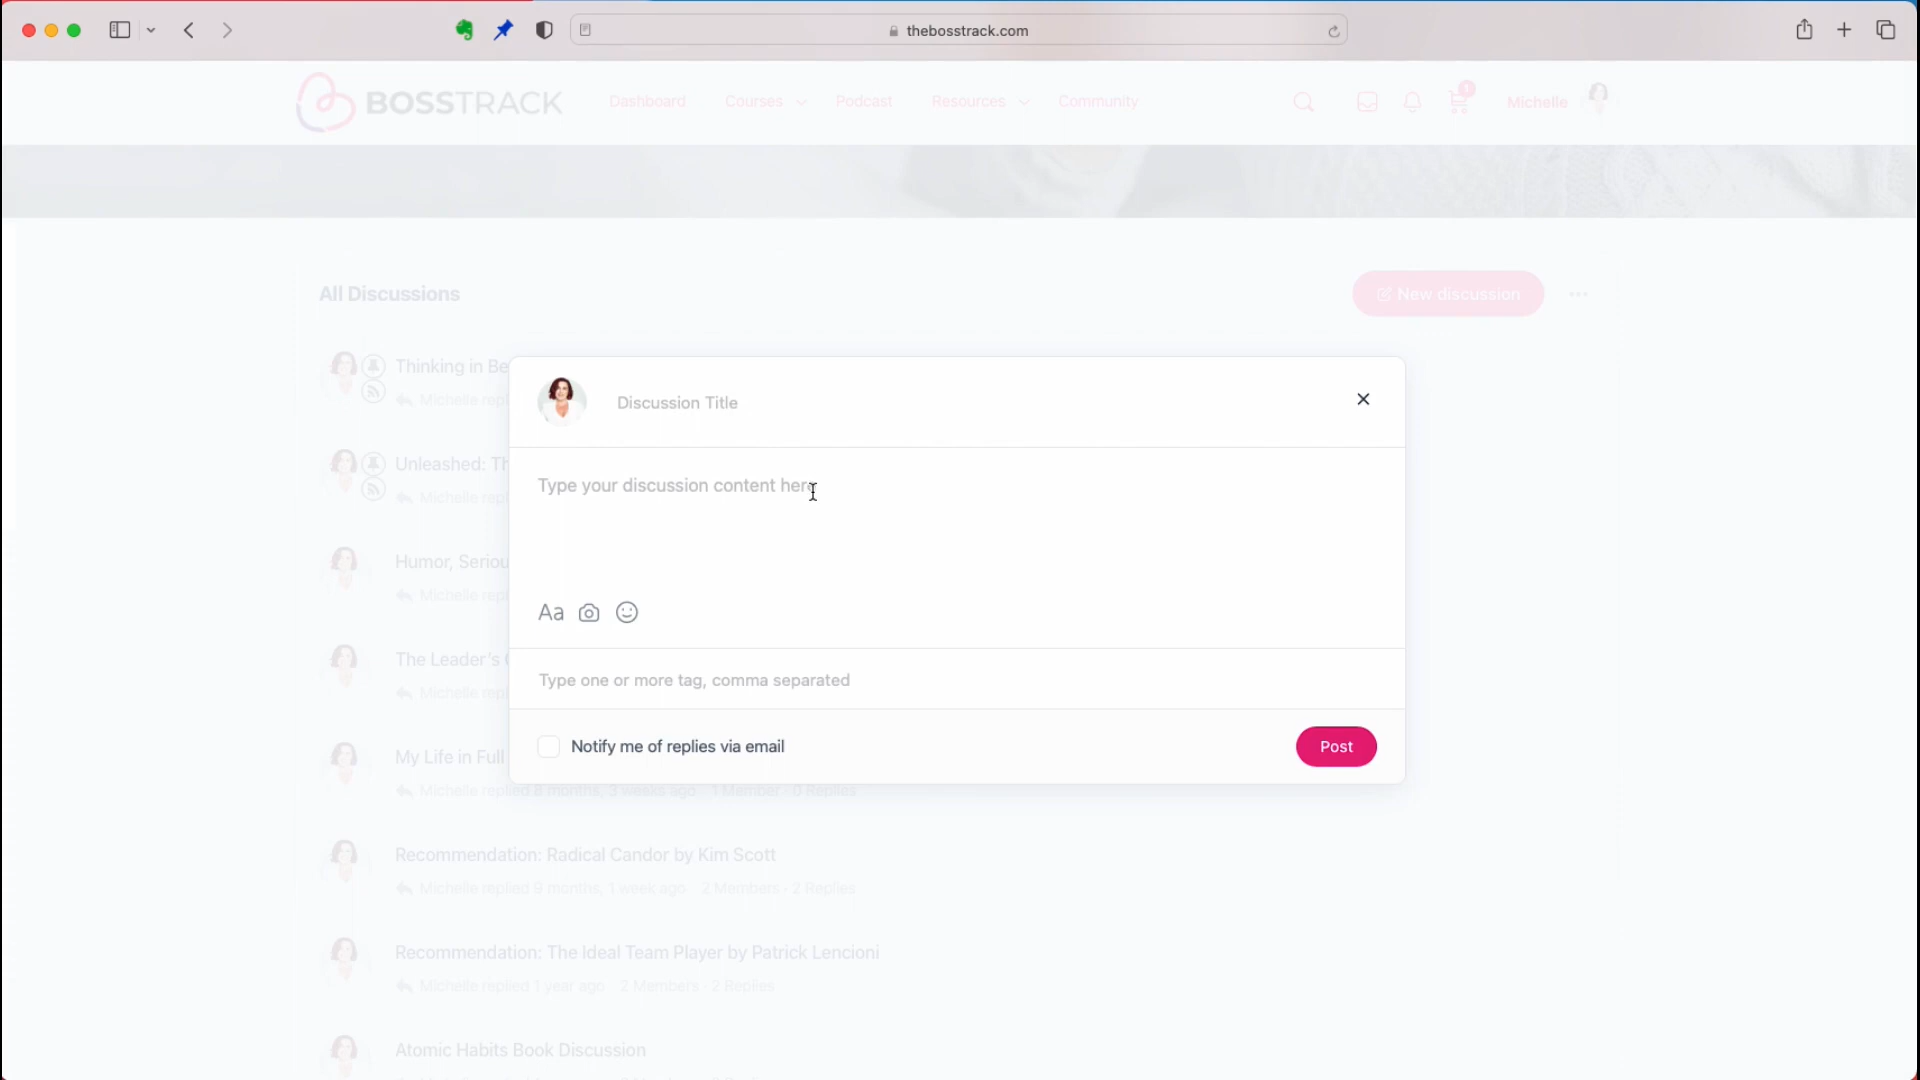 thebosstrack.com
BOSSTRACK
Dashboard Courses Podcast Resources Community
1
Michelle
All Discussions
New discussion
Thinking in Be
Michelle repl
Unleashed: Th
Michelle repl
Humor, Seriou
Michelle repl
The Leader's
Michelle repl
My Life in Full
Michelle replied 8 months, 3 weeks ago 1 Member · 0 Replies
Recommendation: Radical Candor by Kim Scott
Michelle replied 9 months, 1 week ago 2 Members · 2 Replies
Recommendation: The Ideal Team Player by Patrick Lencioni
Michelle replied 1 year ago 2 Members · 2 Replies
Atomic Habits Book Discussion
Discussion Title
Type your discussion content here
Aa
Type one or more tag, comma separated
Notify me of replies via email
Post